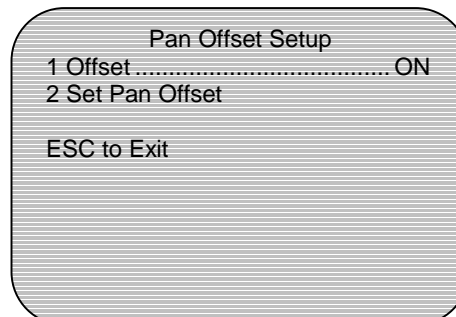 Pan Offset Setup
1 Offset ...................................... ON
2 Set Pan Offset
ESC to Exit